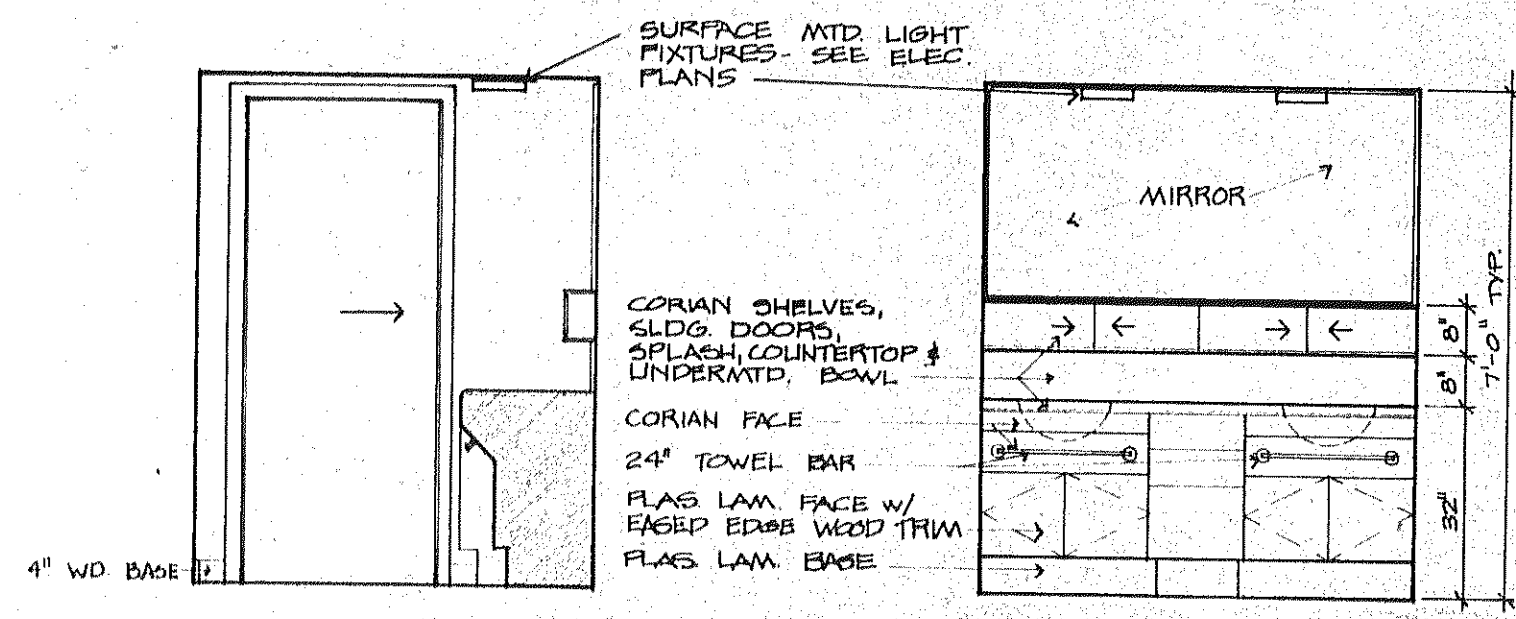 SURFACE MTD. LIGHT
FIXTURES - SEE ELEC.
PLANS
MIRROR
CORIAN SHELVES,
SLDG. DOORS,
SPLASH, COUNTERTOP &
UNDERMTD. BOWL
CORIAN FACE
24" TOWEL BAR
PLAS. LAM. FACE W/
EASED EDGE WOOD TRIM
PLAS. LAM. BASE
4" WD. BASE
8"
8"
32"
7'-0" TYP.